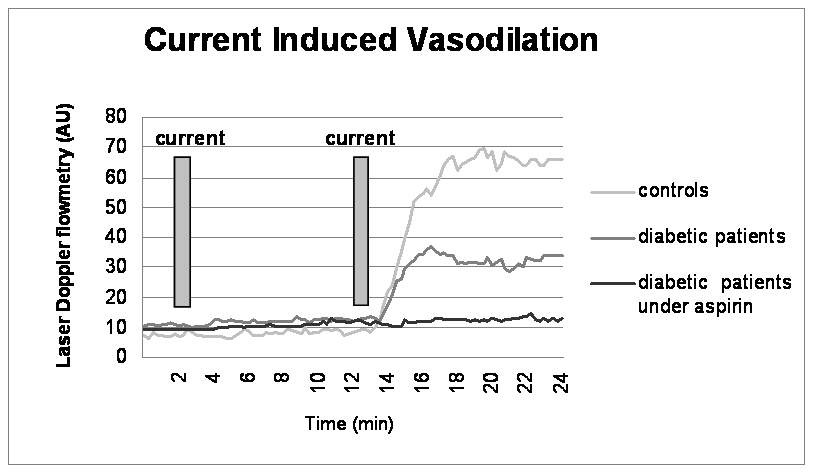 Current Induced Vasodilation
Laser Doppler flowmetry (AU)
80
70
60
50
40
30
20
10
0
current current
2 4 6 8 10 12 14 16 18 20 22 24
Time (min)
controls
diabetic patients
diabetic patients
under aspirin